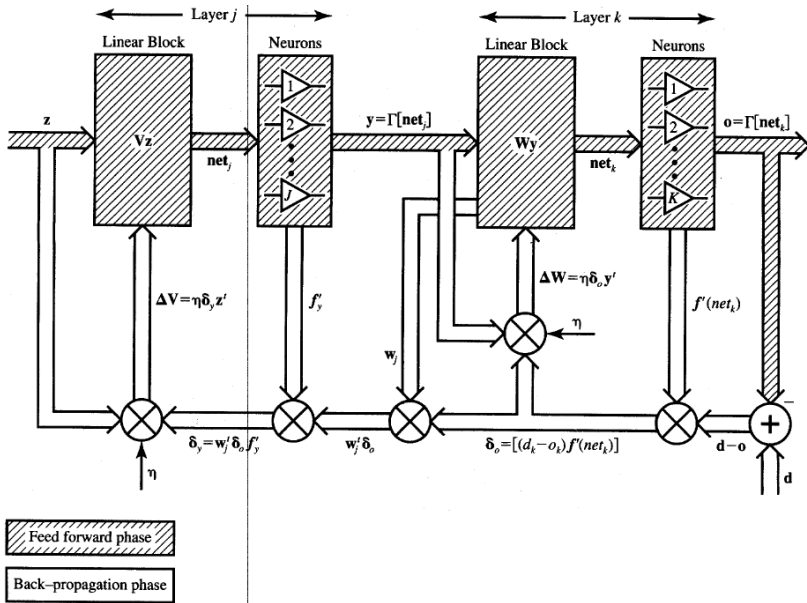 Layer j
Layer k
Linear Block
Neurons
Linear Block
Neurons
z
Vz
net_j
1
2
J
y=Γ[net_j]
Wy
net_k
1
2
K
o=Γ[net_k]
ΔV=ηδ_y z^t
f'_y
w_j
ΔW=ηδ_o y^t
η
f'(net_k)
−
+
δ_y=w_j^t δ_o f'_y
w_j^t δ_o
δ_o=[(d_k−o_k)f'(net_k)]
d−o
d
η
Feed forward phase
Back–propagation phase